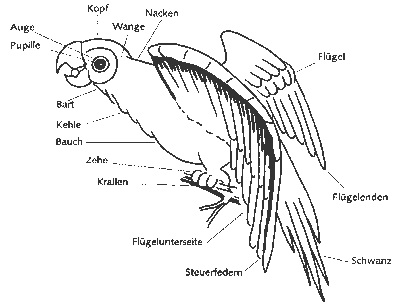 Kopf
Nacken
Auge
Wange
Pupille
Flügel
Bart
Kehle
Bauch
Zehe
Krallen
Flügelenden
Flügelunterseite
Schwanz
Steuerfedern